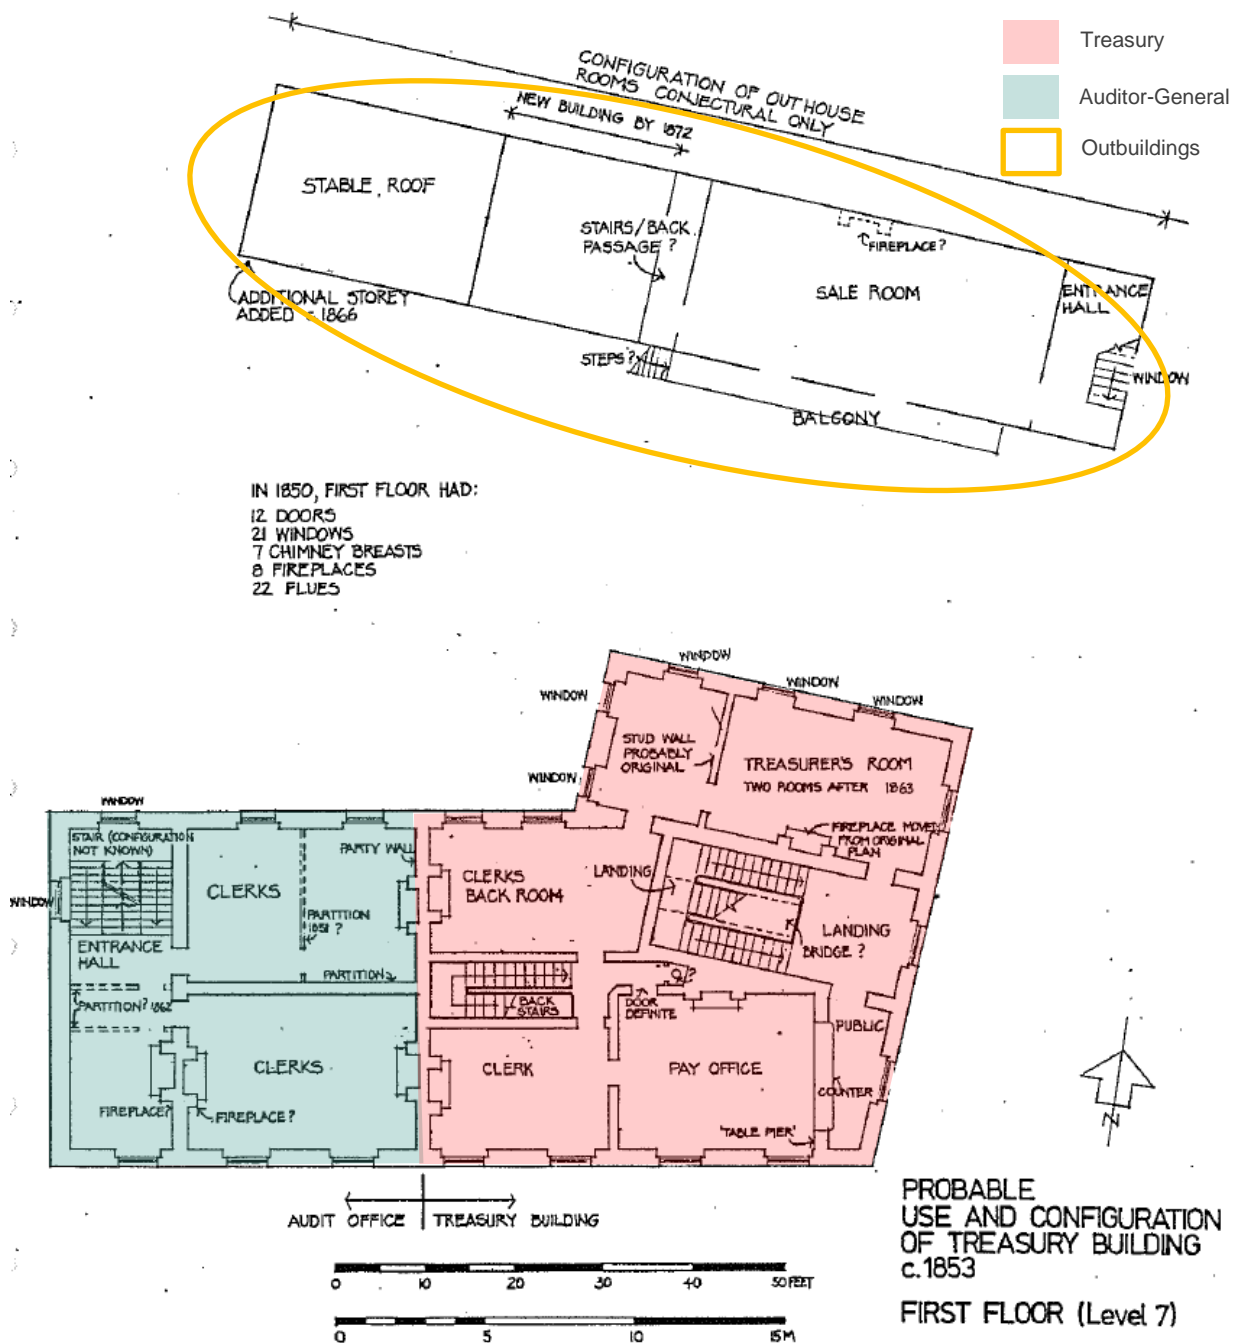 Treasury
Auditor-General
Outbuildings
CONFIGURATION OF OUTHOUSE
ROOMS CONJECTURAL ONLY
NEW BUILDING BY 1872
STABLE, ROOF
STAIRS/BACK
PASSAGE ?
FIREPLACE?
SALE ROOM
ENTRANCE
HALL
ADDITIONAL STOREY
ADDED c.1866
STEPS?
WINDOW
BALCONY
IN 1850, FIRST FLOOR HAD:
12 DOORS
21 WINDOWS
7 CHIMNEY BREASTS
8 FIREPLACES
22 FLUES
WINDOW
WINDOW
WINDOW
WINDOW
STUD WALL
PROBABLY
ORIGINAL
TREASURER'S ROOM
TWO ROOMS AFTER 1863
WINDOW
WINDOW
FIREPLACE MOVED
FROM ORIGINAL
PLAN
STAIR (CONFIGURATION
NOT KNOWN)
PARTY WALL
CLERKS
CLERKS
BACK ROOM
LANDING
WINDOW
PARTITION
1851 ?
LANDING
BRIDGE ?
ENTRANCE
HALL
PARTITION
PARTITION? 1862
BACK
STAIRS
DOOR
DEFINITE
PUBLIC
CLERKS
CLERK
PAY OFFICE
COUNTER
FIREPLACE?
FIREPLACE ?
'TABLE PIER'
N
AUDIT OFFICE
TREASURY BUILDING
0 10 20 30 40 50 FEET
0 5 10 15 M
PROBABLE
USE AND CONFIGURATION
OF TREASURY BUILDING
c.1853
FIRST FLOOR (Level 7)